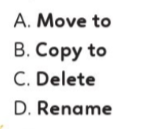 A. Move to
B. Copy to
C. Delete
D. Rename